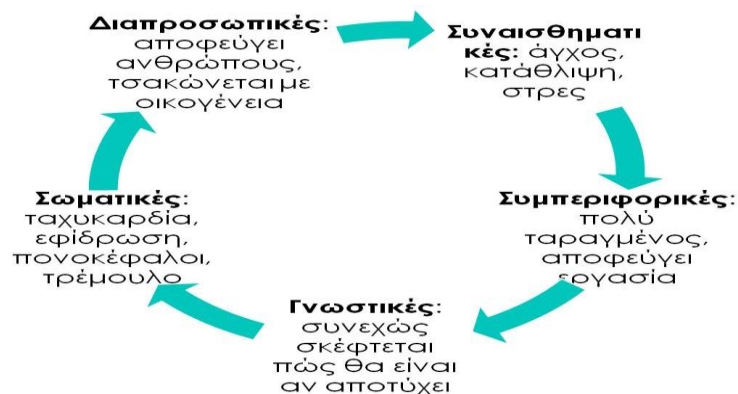 Διαπροσωπικές:
αποφεύγει
ανθρώπους,
τσακώνεται με
οικογένεια
Συναισθηματι
κές: άγχος,
κατάθλιψη,
στρες
Συμπεριφορικές:
πολύ
ταραγμένος,
αποφεύγει
εργασία
Γνωστικές:
συνεχώς
σκέφτεται
πώς θα είναι
αν αποτύχει
Σωματικές:
ταχυκαρδία,
εφίδρωση,
πονοκέφαλοι,
τρέμουλο